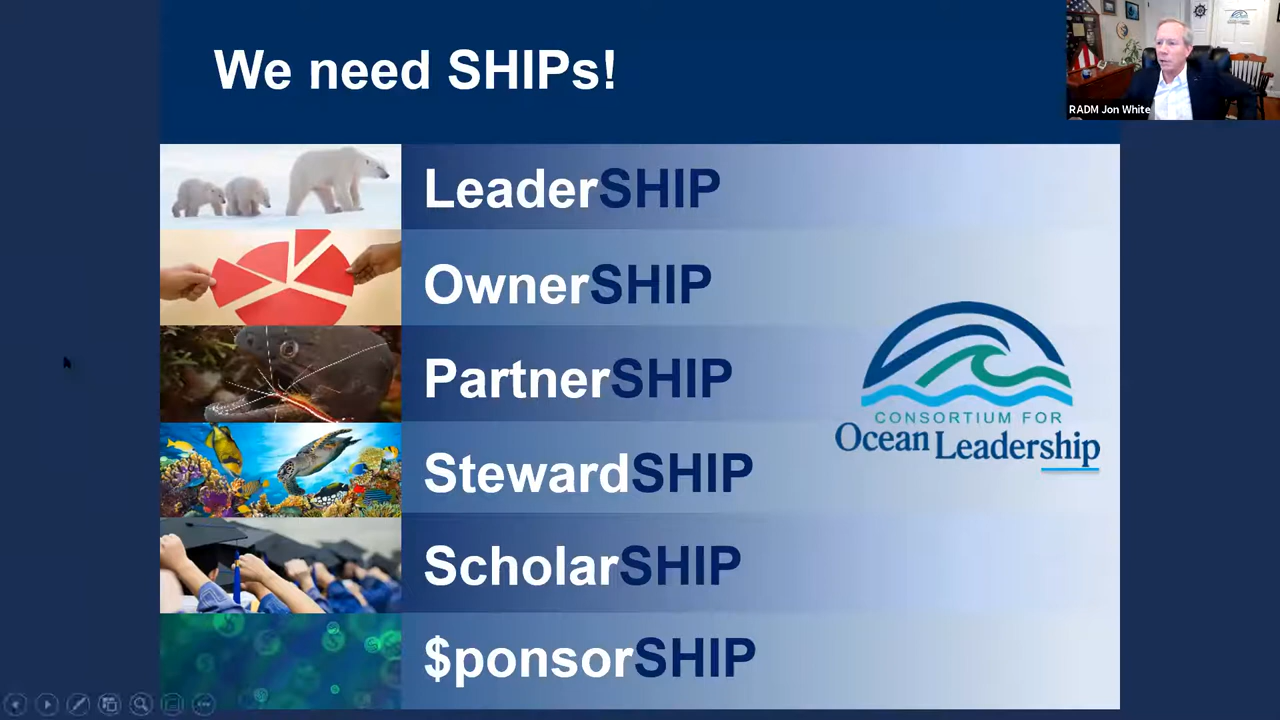 We need SHIPs!
RADM Jon White
LeaderSHIP
OwnerSHIP
PartnerSHIP
StewardSHIP
ScholarSHIP
$ponsorSHIP
CONSORTIUM FOR
Ocean Leadership